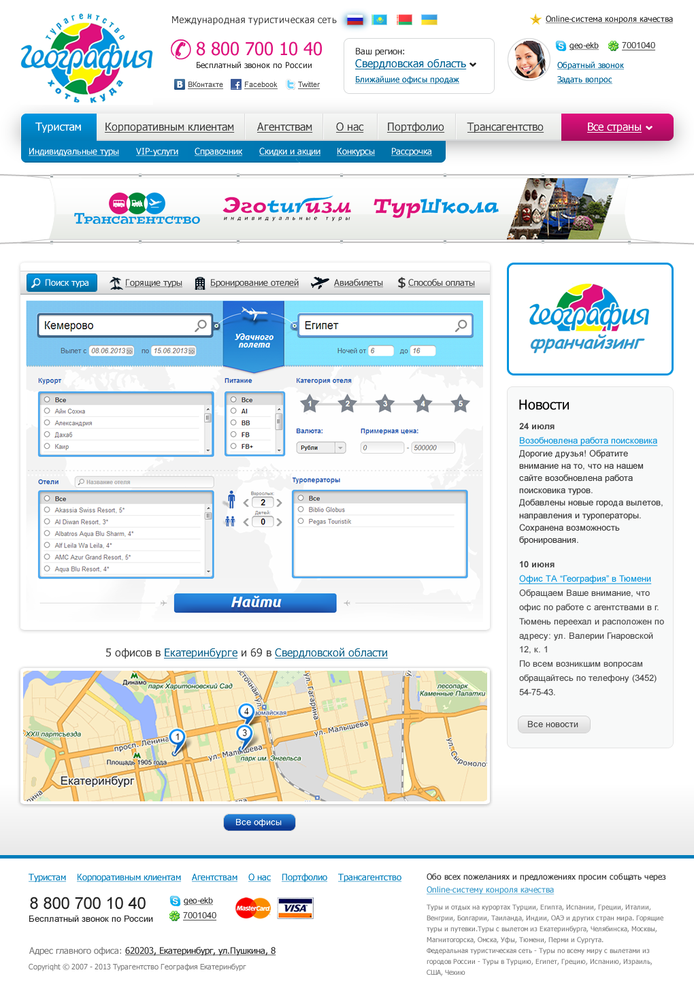 Международная туристическая сеть
Online-система конроля качества
турагентство
География
хоть куда
8 800 700 10 40
Бесплатный звонок по России
ВКонтакте
Facebook
Twitter
Ваш регион:
Свердловская область
Ближайшие офисы продаж
geo-ekb
7001040
Обратный звонок
Задать вопрос
Туристам
Корпоративным клиентам
Агентствам
О нас
Портфолио
Трансагентство
Все страны
Индивидуальные туры
VIP-услуги
Справочник
Скидки и акции
Конкурсы
Рассрочка
Трансагентство
Эгоtиrизм
индивидуальные туры
ТурШкола
Поиск тура
Горящие туры
Бронирование отелей
Авиабилеты
Способы оплаты
Кемерово
Удачного
полета
Египет
Вылет с 08.06.2013 по 15.06.2013
Ночей от 6 до 16
Курорт
Все
Айн Сохна
Александрия
Дахаб
Каир
Питание
Все
AI
BB
FB
FB+
Категория отеля
1 2 3 4 5
Валюта:
Рубли
Примерная цена:
0 - 500000
Отели
Название отеля
Все
Akassia Swiss Resort, 5*
Al Diwan Resort, 3*
Albatros Aqua Blu Sharm, 4*
Alf Leila Wa Leila, 4*
AMC Azur Grand Resort, 5*
Aqua Blu Resort, 4*
Взрослых:
2
Детей:
0
Туроператоры
Все
Biblio Globus
Pegas Touristik
Найти
География
франчайзинг
Новости
24 июля
Возобновлена работа поисковика
Дорогие друзья! Обратите
внимание на то, что на нашем
сайте возобновлена работа
поисковика туров.
Добавлены новые города вылетов,
направления и туроператоры.
Сохранена возможность
бронирования.
10 июня
Офис ТА “География” в Тюмени
Обращаем Ваше внимание, что
офис по работе с агентствами в г.
Тюмень переехал и расположен по
адресу: ул. Валерии Гнаровской
12, к. 1
По всем возникшим вопросам
обращайтесь по телефону (3452)
54-75-43.
Все новости
5 офисов в Екатеринбурге и 69 в Свердловской области
Динамо
парк Харитоновский Сад
ул. Гагарина
лесопарк
Каменные Палатки
XXII партсъезда
просп. Ленина
ул. Малышева
ул. Малышева
Площадь 1905 года
парк им. Энгельса
Екатеринбург
1
3
4
Все офисы
Туристам
Корпоративным клиентам
Агентствам
О нас
Портфолио
Трансагентство
8 800 700 10 40
Бесплатный звонок по России
geo-ekb
7001040
MasterCard
VISA
Адрес главного офиса: 620203, Екатеринбург, ул.Пушкина, 8
Copyright © 2007 - 2013 Турагентство География Екатеринбург
Обо всех пожеланиях и предложениях просим собщать через
Online-систему конроля качества
Туры и отдых на курортах Турции, Египта, Испании, Греции, Италии,
Венгрии, Болгарии, Таиланда, Индии, ОАЭ и других стран мира. Горящие
туры и путевки.Туры с вылетом из Екатеринбурга, Челябинска, Москвы,
Магнитогорска, Омска, Уфы, Тюмени, Перми и Сургута.
Федеральная туристическая сеть - Туры по всему миру с вылетами из
городов России - Туры в Турцию, Египет, Грецию, Испанию, Израиль,
США, Чехию